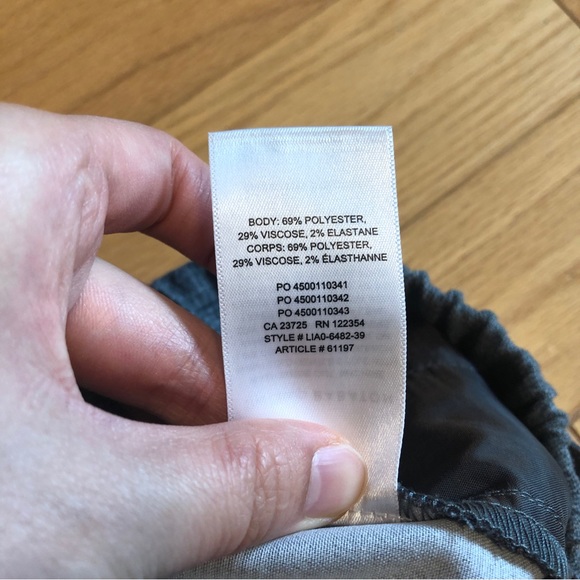 BODY: 69% POLYESTER,
29% VISCOSE, 2% ELASTANE
CORPS: 69% POLYESTER,
29% VISCOSE, 2% ÉLASTHANNE
PO 4500110341
PO 4500110342
PO 4500110343
CA 23725 RN 122354
STYLE # LIA0-6482-39
ARTICLE # 61197